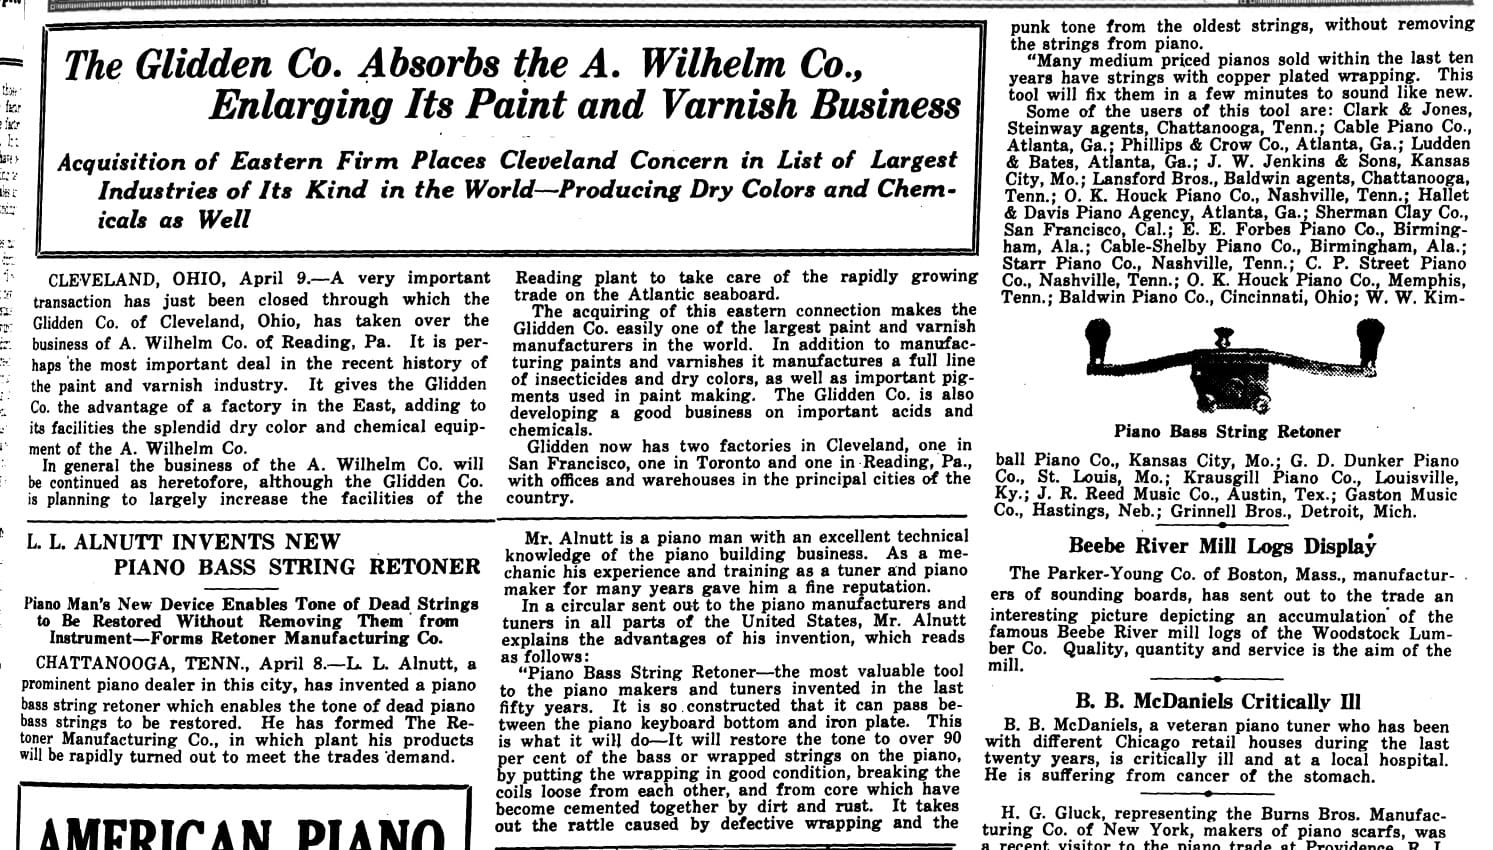 The Glidden Co. Absorbs the A. Wilhelm Co.,
Enlarging Its Paint and Varnish Business
Acquisition of Eastern Firm Places Cleveland Concern in List of Largest
Industries of Its Kind in the World—Producing Dry Colors and Chem-
icals as Well
CLEVELAND, OHIO, April 9.—A very important
transaction has just been closed through which the
Glidden Co. of Cleveland, Ohio, has taken over the
business of A. Wilhelm Co. of Reading, Pa. It is per-
haps the most important deal in the recent history of
the paint and varnish industry. It gives the Glidden
Co. the advantage of a factory in the East, adding to
its facilities the splendid dry color and chemical equip-
ment of the A. Wilhelm Co.
In general the business of the A. Wilhelm Co. will
be continued as heretofore, although the Glidden Co.
is planning to largely increase the facilities of the
Reading plant to take care of the rapidly growing
trade on the Atlantic seaboard.
The acquiring of this eastern connection makes the
Glidden Co. easily one of the largest paint and varnish
manufacturers in the world. In addition to manufac-
turing paints and varnishes it manufactures a full line
of insecticides and dry colors, as well as important pig-
ments used in paint making. The Glidden Co. is also
developing a good business on important acids and
chemicals.
Glidden now has two factories in Cleveland, one in
San Francisco, one in Toronto and one in Reading, Pa.,
with offices and warehouses in the principal cities of the
country.
L. L. ALNUTT INVENTS NEW
PIANO BASS STRING RETONER
Piano Man's New Device Enables Tone of Dead Strings
to Be Restored Without Removing Them from
Instrument—Forms Retoner Manufacturing Co.
CHATTANOOGA, TENN., April 8.—L. L. Alnutt, a
prominent piano dealer in this city, has invented a piano
bass string retoner which enables the tone of dead piano
bass strings to be restored. He has formed The Re-
toner Manufacturing Co., in which plant his products
will be rapidly turned out to meet the trades demand.
AMERICAN PIANO
Mr. Alnutt is a piano man with an excellent technical
knowledge of the piano building business. As a me-
chanic his experience and training as a tuner and piano
maker for many years gave him a fine reputation.
In a circular sent out to the piano manufacturers and
tuners in all parts of the United States, Mr. Alnutt
explains the advantages of his invention, which reads
as follows:
"Piano Bass String Retoner—the most valuable tool
to the piano makers and tuners invented in the last
fifty years. It is so constructed that it can pass be-
tween the piano keyboard bottom and iron plate. This
is what it will do—It will restore the tone to over 90
per cent of the bass or wrapped strings on the piano,
by putting the wrapping in good condition, breaking the
coils loose from each other, and from core which have
become cemented together by dirt and rust. It takes
out the rattle caused by defective wrapping and the
punk tone from the oldest strings, without removing
the strings from piano.
"Many medium priced pianos sold within the last ten
years have strings with copper plated wrapping. This
tool will fix them in a few minutes to sound like new.
Some of the users of this tool are: Clark & Jones,
Steinway agents, Chattanooga, Tenn.; Cable Piano Co.,
Atlanta, Ga.; Phillips & Crow Co., Atlanta, Ga.; Ludden
& Bates, Atlanta, Ga.; J. W. Jenkins & Sons, Kansas
City, Mo.; Lansford Bros., Baldwin agents, Chattanooga,
Tenn.; O. K. Houck Piano Co., Nashville, Tenn.; Hallet
& Davis Piano Agency, Atlanta, Ga.; Sherman Clay Co.,
San Francisco, Cal.; E. E. Forbes Piano Co., Birming-
ham, Ala.; Cable-Shelby Piano Co., Birmingham, Ala.;
Starr Piano Co., Nashville, Tenn.; C. P. Street Piano
Co., Nashville, Tenn.; O. K. Houck Piano Co., Memphis,
Tenn.; Baldwin Piano Co., Cincinnati, Ohio; W. W. Kim-
Piano Bass String Retoner
ball Piano Co., Kansas City, Mo.; G. D. Dunker Piano
Co., St. Louis, Mo.; Krausgill Piano Co., Louisville,
Ky.; J. R. Reed Music Co., Austin, Tex.; Gaston Music
Co., Hastings, Neb.; Grinnell Bros., Detroit, Mich.
Beebe River Mill Logs Display
The Parker-Young Co. of Boston, Mass., manufactur-
ers of sounding boards, has sent out to the trade an
interesting picture depicting an accumulation of the
famous Beebe River mill logs of the Woodstock Lum-
ber Co. Quality, quantity and service is the aim of the
mill.
B. B. McDaniels Critically Ill
B. B. McDaniels, a veteran piano tuner who has been
with different Chicago retail houses during the last
twenty years, is critically ill and at a local hospital.
He is suffering from cancer of the stomach.
H. G. Gluck, representing the Burns Bros. Manufac-
turing Co. of New York, makers of piano scarfs, was
a recent visitor to the piano trade at Providence, R. I.